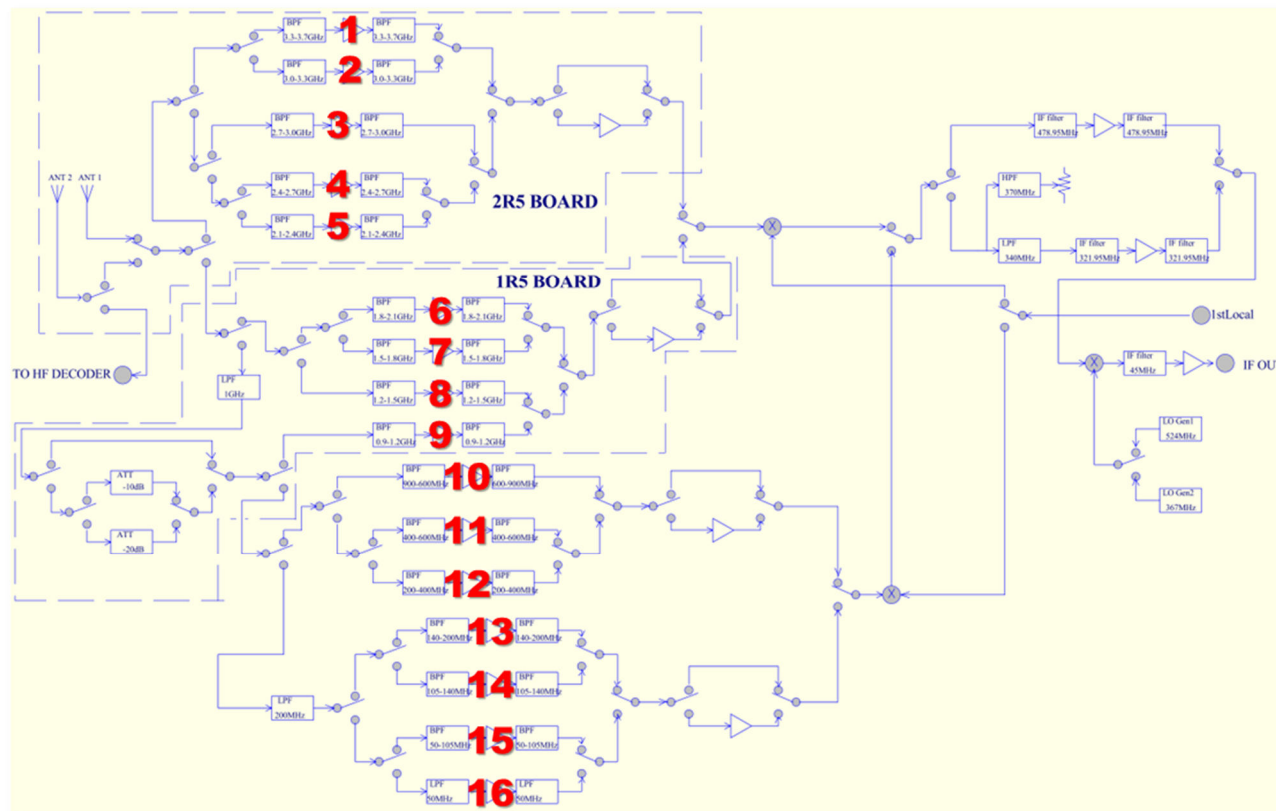 BPF
3.3-3.7GHz
1
BPF
3.3-3.7GHz
BPF
3.0-3.3GHz
2
BPF
3.0-3.3GHz
BPF
2.7-3.0GHz
3
BPF
2.7-3.0GHz
BPF
2.4-2.7GHz
4
BPF
2.4-2.7GHz
BPF
2.1-2.4GHz
5
BPF
2.1-2.4GHz
2R5 BOARD
ANT 2
ANT 1
IF filter
478.95MHz
IF filter
478.95MHz
HPF
370MHz
LPF
340MHz
IF filter
321.95MHz
IF filter
321.95MHz
X
1R5 BOARD
BPF
1.8-2.1GHz
6
BPF
1.8-2.1GHz
BPF
1.5-1.8GHz
7
BPF
1.5-1.8GHz
BPF
1.2-1.5GHz
8
BPF
1.2-1.5GHz
BPF
0.9-1.2GHz
9
BPF
0.9-1.2GHz
1stLocal
TO HF DECODER
LPF
1GHz
X
IF filter
45MHz
IF OU
LO Gen1
524MHz
LO Gen2
367MHz
ATT
-10dB
ATT
-20dB
BPF
900-600MHz
10
BPF
600-900MHz
BPF
400-600MHz
11
BPF
400-600MHz
BPF
200-400MHz
12
BPF
200-400MHz
X
BPF
140-200MHz
13
BPF
140-200MHz
BPF
105-140MHz
14
BPF
105-140MHz
LPF
200MHz
BPF
50-105MHz
15
BPF
50-105MHz
LPF
50MHz
16
LPF
50MHz